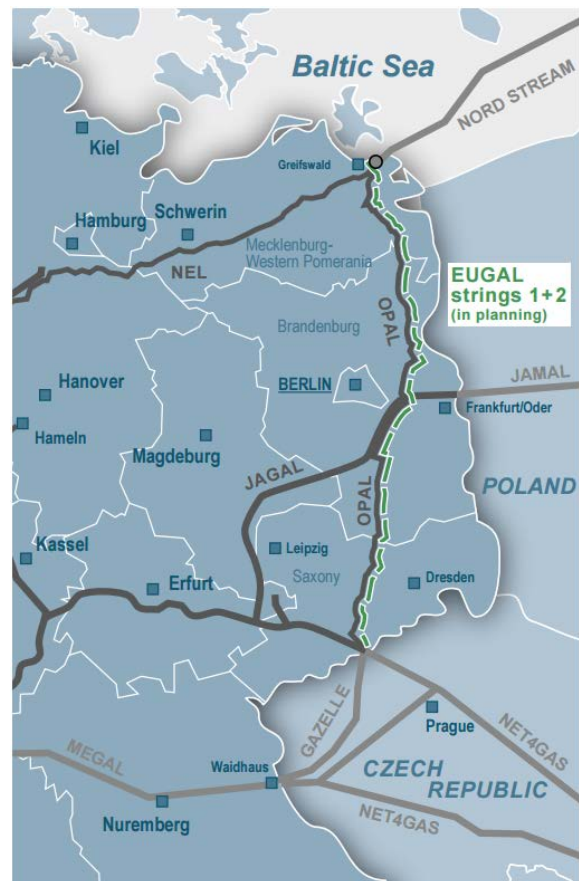 Baltic Sea
NORD STREAM
Kiel
Greifswald
Hamburg
Schwerin
Mecklenburg-
Western Pomerania
NEL
EUGAL
strings 1+2
(in planning)
OPAL
Brandenburg
Hanover
BERLIN
JAMAL
Frankfurt/Oder
Hameln
Magdeburg
JAGAL
OPAL
POLAND
Kassel
Leipzig
Erfurt
Saxony
Dresden
GAZELLE
Prague
NET4GAS
MEGAL
Waidhaus
CZECH
REPUBLIC
Nuremberg
NET4GAS